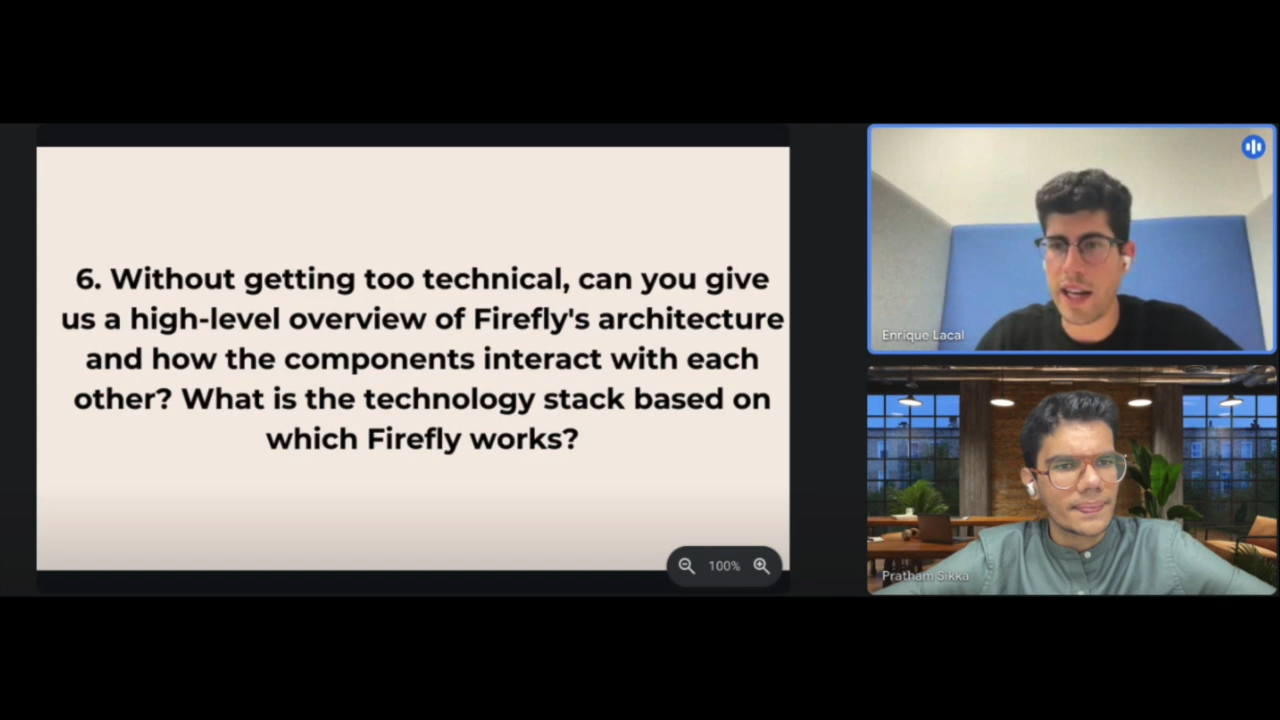 6. Without getting too technical, can you give
us a high-level overview of Firefly's architecture
and how the components interact with each
other? What is the technology stack based on
which Firefly works?
100%
Enrique Lacal
Pratham Sikka